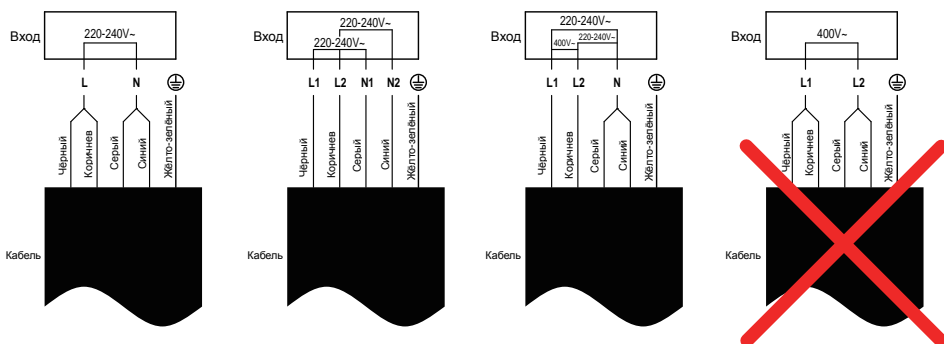 Вход
220-240V~
L
N
Чёрный
Коричнев
Серый
Синий
Жёлто-зелёный
Кабель
Вход
220-240V~
220-240V~
L1
L2
N1
N2
Чёрный
Коричнев
Серый
Синий
Жёлто-зелёный
Кабель
Вход
220-240V~
400V~
220-240V~
L1
L2
N
Чёрный
Коричнев
Серый
Синий
Жёлто-зелёный
Кабель
Вход
400V~
L1
L2
Чёрный
Коричнев
Серый
Синий
Жёлто-зелёный
Кабель